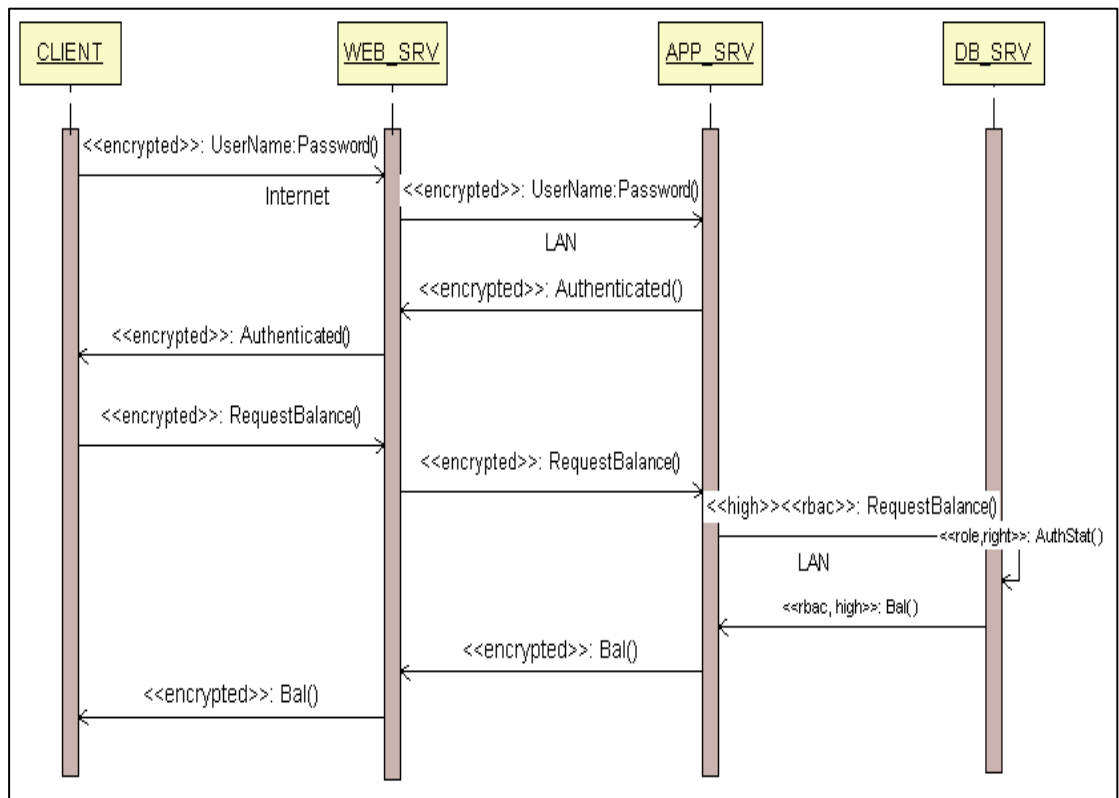 CLIENT
WEB_SRV
APP_SRV
DB_SRV
<<encrypted>>: UserName:Password()
Internet
<<encrypted>>: UserName:Password()
LAN
<<encrypted>>: Authenticated()
<<encrypted>>: Authenticated()
<<encrypted>>: RequestBalance()
<<encrypted>>: RequestBalance()
<<high>><<rbac>>: RequestBalance()
<<role,right>>: AuthStat()
LAN
<<rbac, high>>: Bal()
<<encrypted>>: Bal()
<<encrypted>>: Bal()